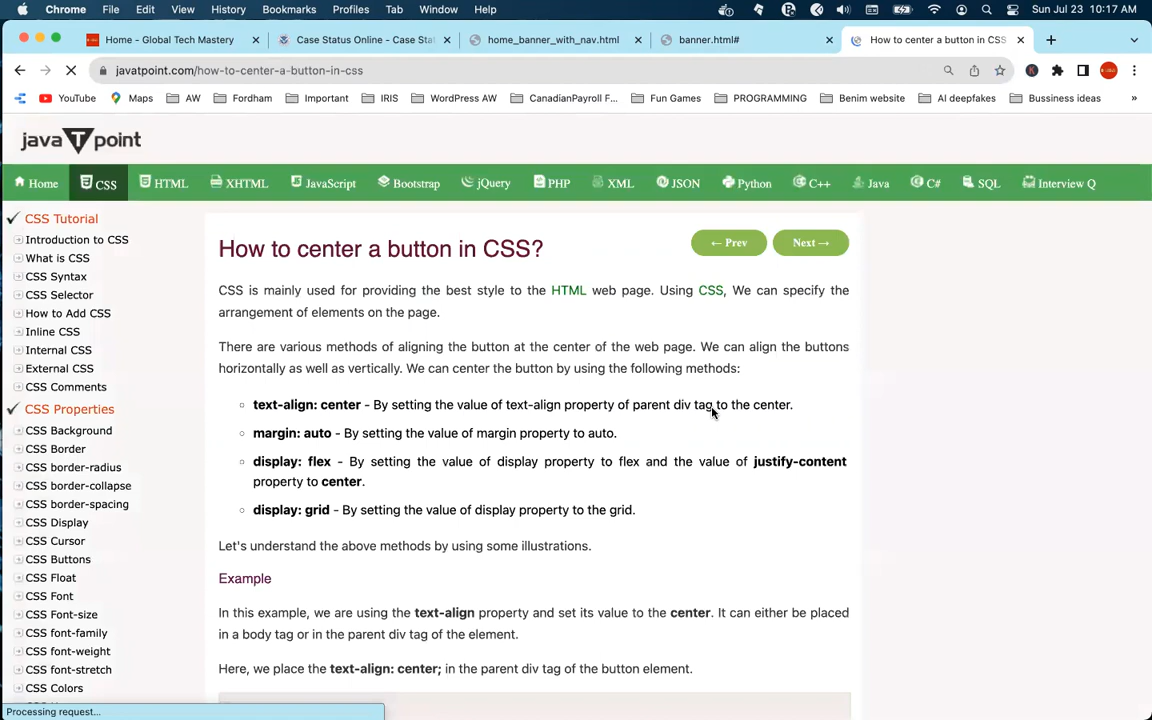 Chrome File Edit View History Bookmarks Profiles Tab Window Help Sun Jul 23 10:17 AM
Home - Global Tech Mastery Case Status Online - Case Sta home_banner_with_nav.html banner.html# How to center a button in CSS
javatpoint.com/how-to-center-a-button-in-css
YouTube Maps AW Fordham Important IRIS WordPress AW CanadianPayroll F... Fun Games PROGRAMMING Benim website AI deepfakes Bussiness ideas »
java T point
Home CSS HTML XHTML JavaScript Bootstrap jQuery PHP XML JSON Python C++ Java C# SQL Interview Q
CSS Tutorial
Introduction to CSS
What is CSS
CSS Syntax
CSS Selector
How to Add CSS
Inline CSS
Internal CSS
External CSS
CSS Comments
CSS Properties
CSS Background
CSS Border
CSS border-radius
CSS border-collapse
CSS border-spacing
CSS Display
CSS Cursor
CSS Buttons
CSS Float
CSS Font
CSS Font-size
CSS font-family
CSS font-weight
CSS font-stretch
CSS Colors
How to center a button in CSS?
← Prev Next →
CSS is mainly used for providing the best style to the HTML web page. Using CSS, We can specify the
arrangement of elements on the page.
There are various methods of aligning the button at the center of the web page. We can align the buttons
horizontally as well as vertically. We can center the button by using the following methods:
text-align: center - By setting the value of text-align property of parent div tag to the center.
margin: auto - By setting the value of margin property to auto.
display: flex - By setting the value of display property to flex and the value of justify-content
property to center.
display: grid - By setting the value of display property to the grid.
Let's understand the above methods by using some illustrations.
Example
In this example, we are using the text-align property and set its value to the center. It can either be placed
in a body tag or in the parent div tag of the element.
Here, we place the text-align: center; in the parent div tag of the button element.
Processing request...